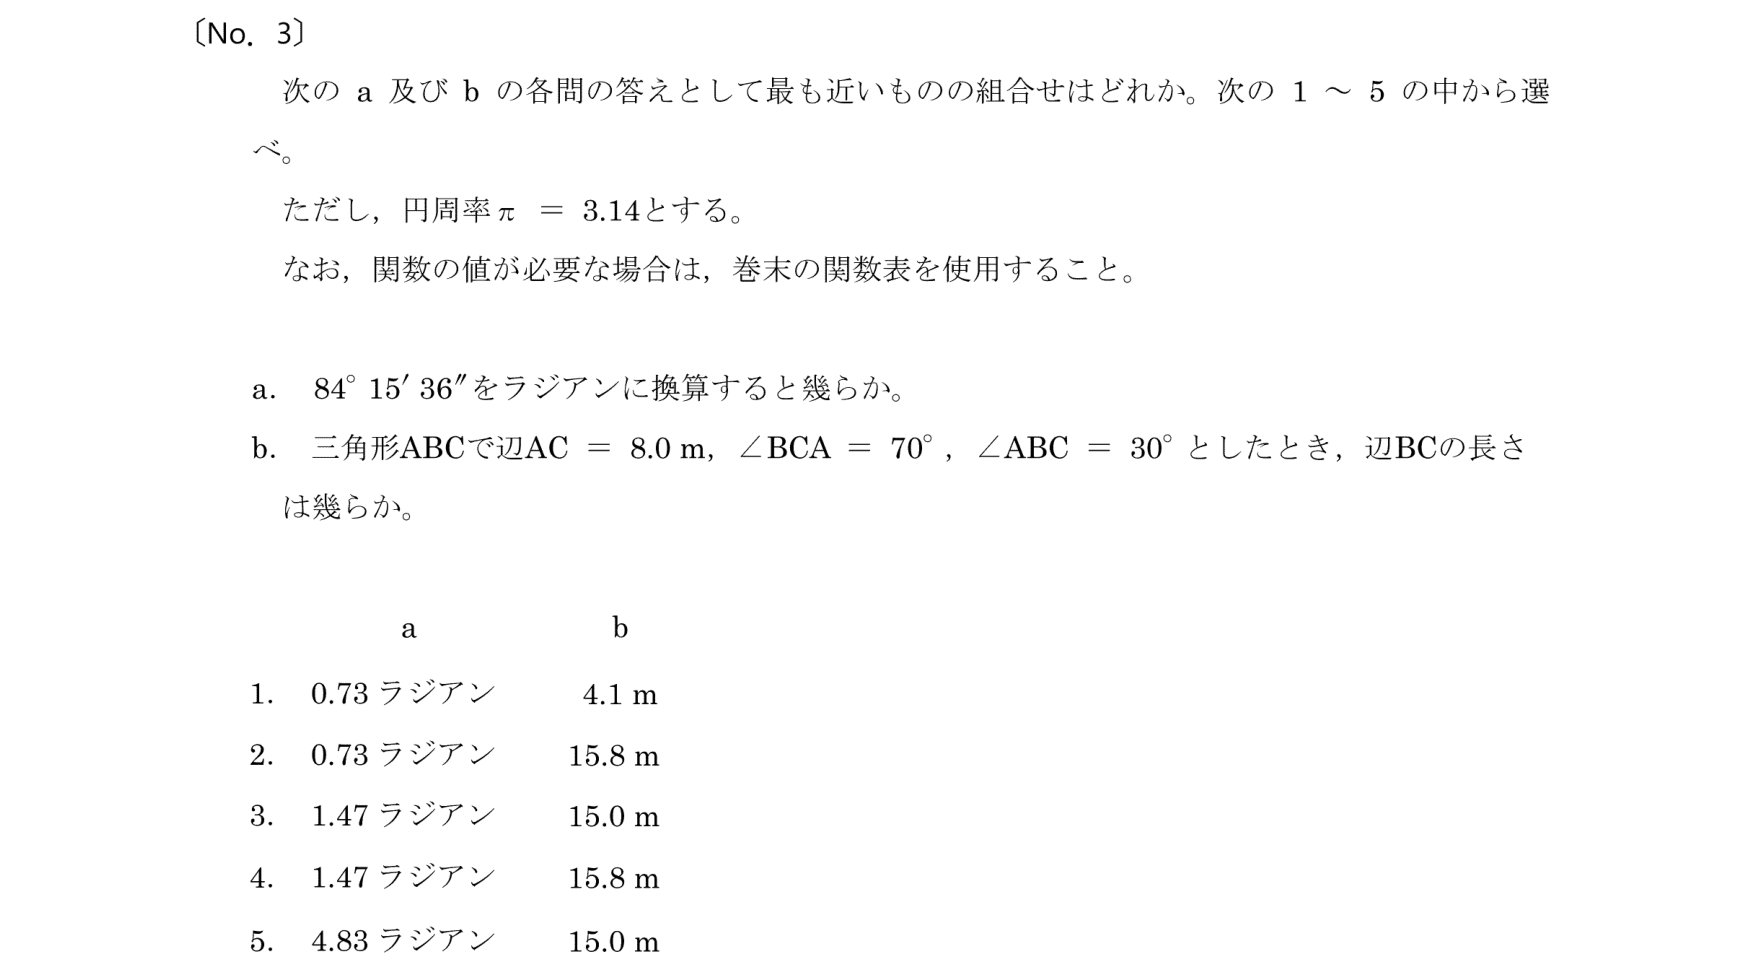 〔No. 3〕
次の a 及び b の各問の答えとして最も近いものの組合せはどれか。次の 1 ～ 5 の中から選
べ。
ただし，円周率π = 3.14とする。
なお，関数の値が必要な場合は，巻末の関数表を使用すること。
a. 84° 15′ 36″をラジアンに換算すると幾らか。
b. 三角形ABCで辺AC = 8.0 m，∠BCA = 70°，∠ABC = 30° としたとき，辺BCの長さ
は幾らか。
a b
1. 0.73 ラジアン 4.1 m
2. 0.73 ラジアン 15.8 m
3. 1.47 ラジアン 15.0 m
4. 1.47 ラジアン 15.8 m
5. 4.83 ラジアン 15.0 m